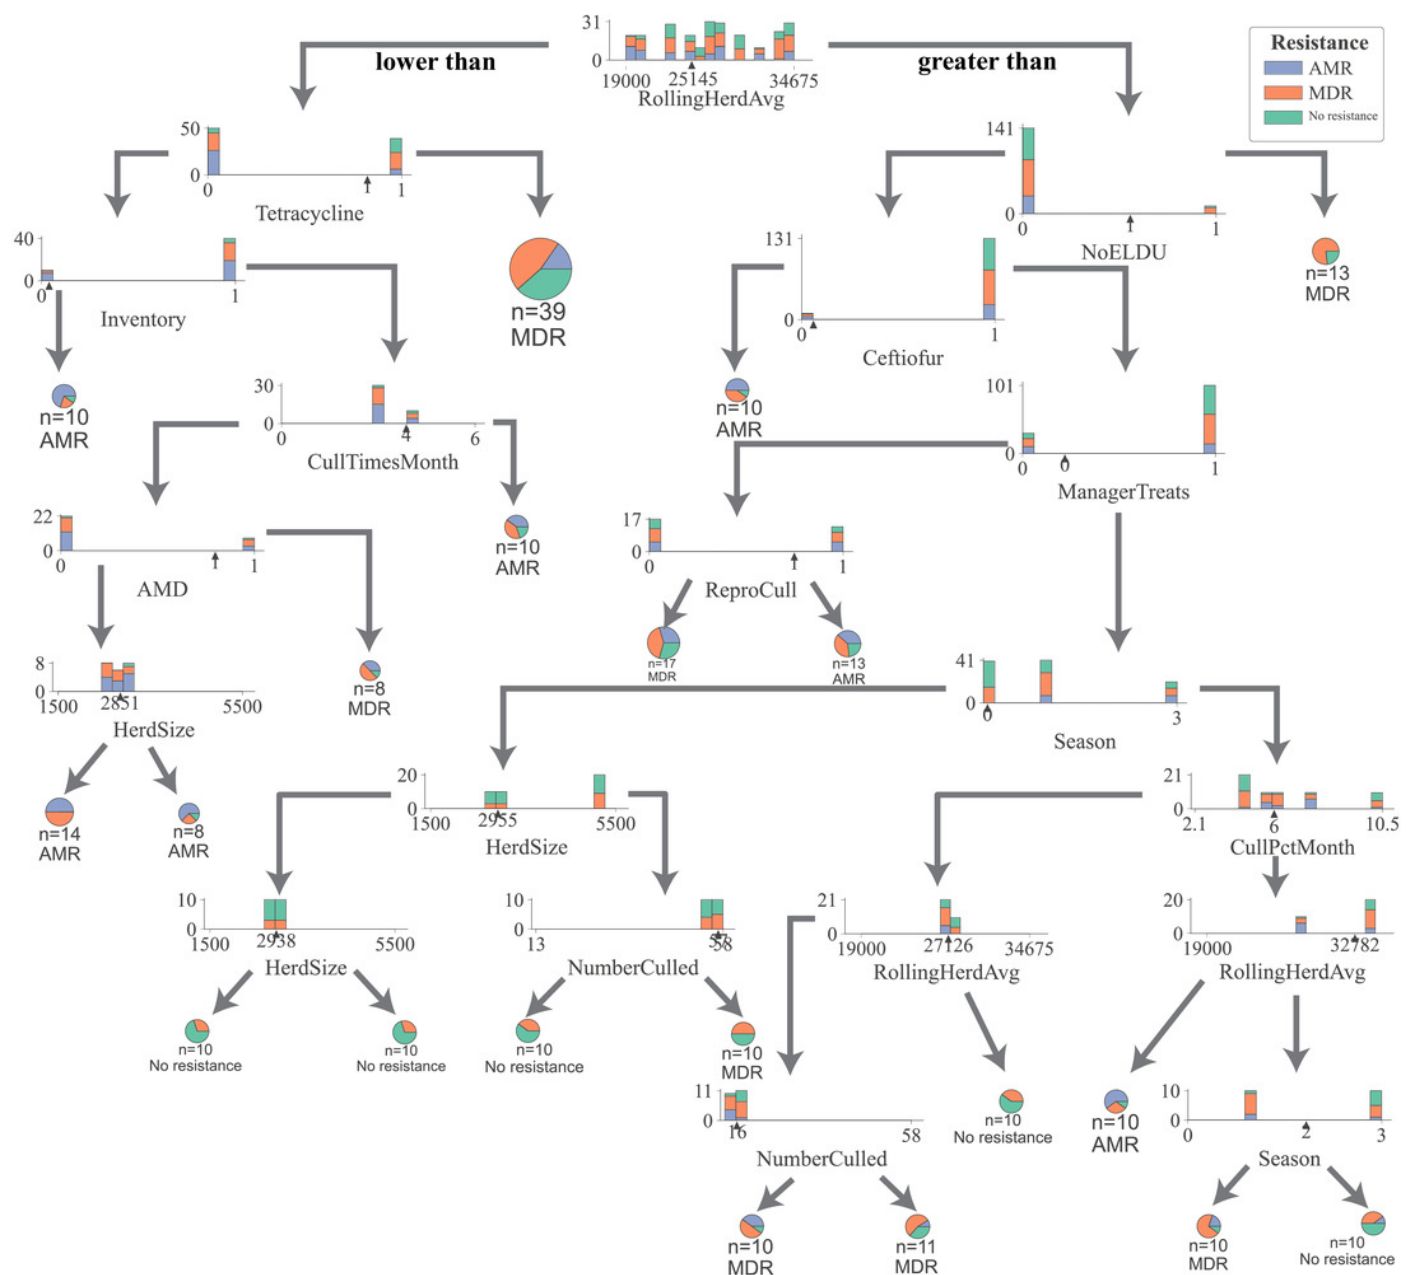 31
0
19000
25145
34675
RollingHerdAvg
lower than
greater than
Resistance
AMR
MDR
No resistance
50
0
0
1
1
Tetracycline
141
0
0
1
1
NoELDU
40
0
0
1
Inventory
n=39
MDR
131
0
0
1
Ceftiofur
n=13
MDR
n=10
AMR
30
0
0
4
6
CullTimesMonth
n=10
AMR
101
0
0
0
1
ManagerTreats
22
0
0
1
1
AMD
n=10
AMR
17
0
0
1
1
ReproCull
8
0
1500
2851
5500
HerdSize
n=8
MDR
n=17
MDR
n=13
AMR
41
0
0
3
Season
n=14
AMR
n=8
AMR
20
0
1500
2955
5500
HerdSize
21
0
2.1
6
10.5
CullPctMonth
10
0
1500
2938
5500
HerdSize
10
0
13
58
NumberCulled
21
0
19000
27126
34675
RollingHerdAvg
20
0
19000
32782
RollingHerdAvg
n=10
No resistance
n=10
No resistance
n=10
No resistance
n=10
MDR
11
0
16
58
NumberCulled
n=10
No resistance
n=10
AMR
10
0
0
2
3
Season
n=10
MDR
n=11
MDR
n=10
MDR
n=10
No resistance